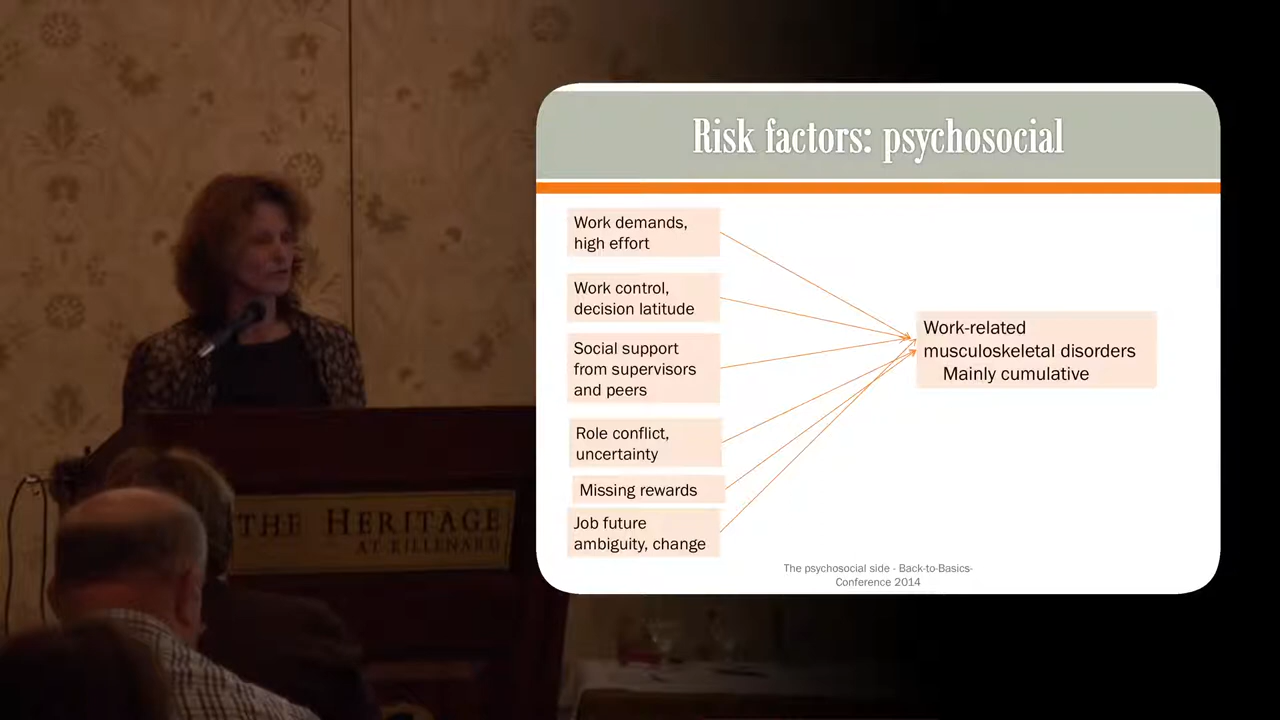 Risk factors: psychosocial
Work demands,
high effort
Work control,
decision latitude
Social support
from supervisors
and peers
Role conflict,
uncertainty
Missing rewards
Job future
ambiguity, change
Work-related
musculoskeletal disorders
Mainly cumulative
The psychosocial side - Back-to-Basics-
Conference 2014
THE HERITAGE
AT KILLENARD